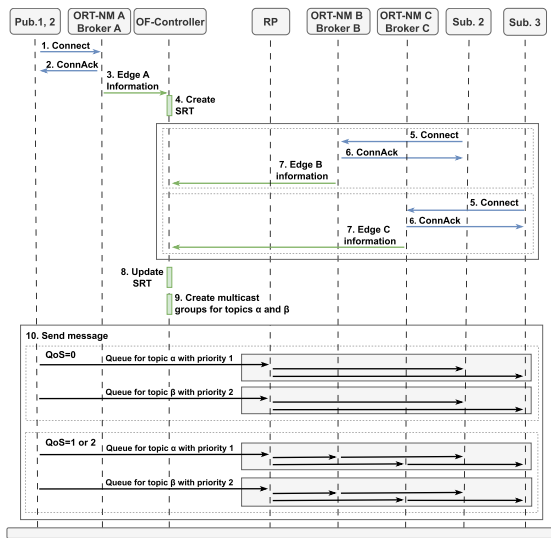 Pub.1, 2
ORT-NM A
Broker A
OF-Controller
RP
ORT-NM B
Broker B
ORT-NM C
Broker C
Sub. 2
Sub. 3
1. Connect
2. ConnAck
3. Edge A
Information
4. Create
SRT
5. Connect
6. ConnAck
7. Edge B
information
5. Connect
6. ConnAck
7. Edge C
information
8. Update
SRT
9. Create multicast
groups for topics α and β
10. Send message
QoS=0
Queue for topic α with priority 1
Queue for topic β with priority 2
QoS=1 or 2
Queue for topic α with priority 1
Queue for topic β with priority 2